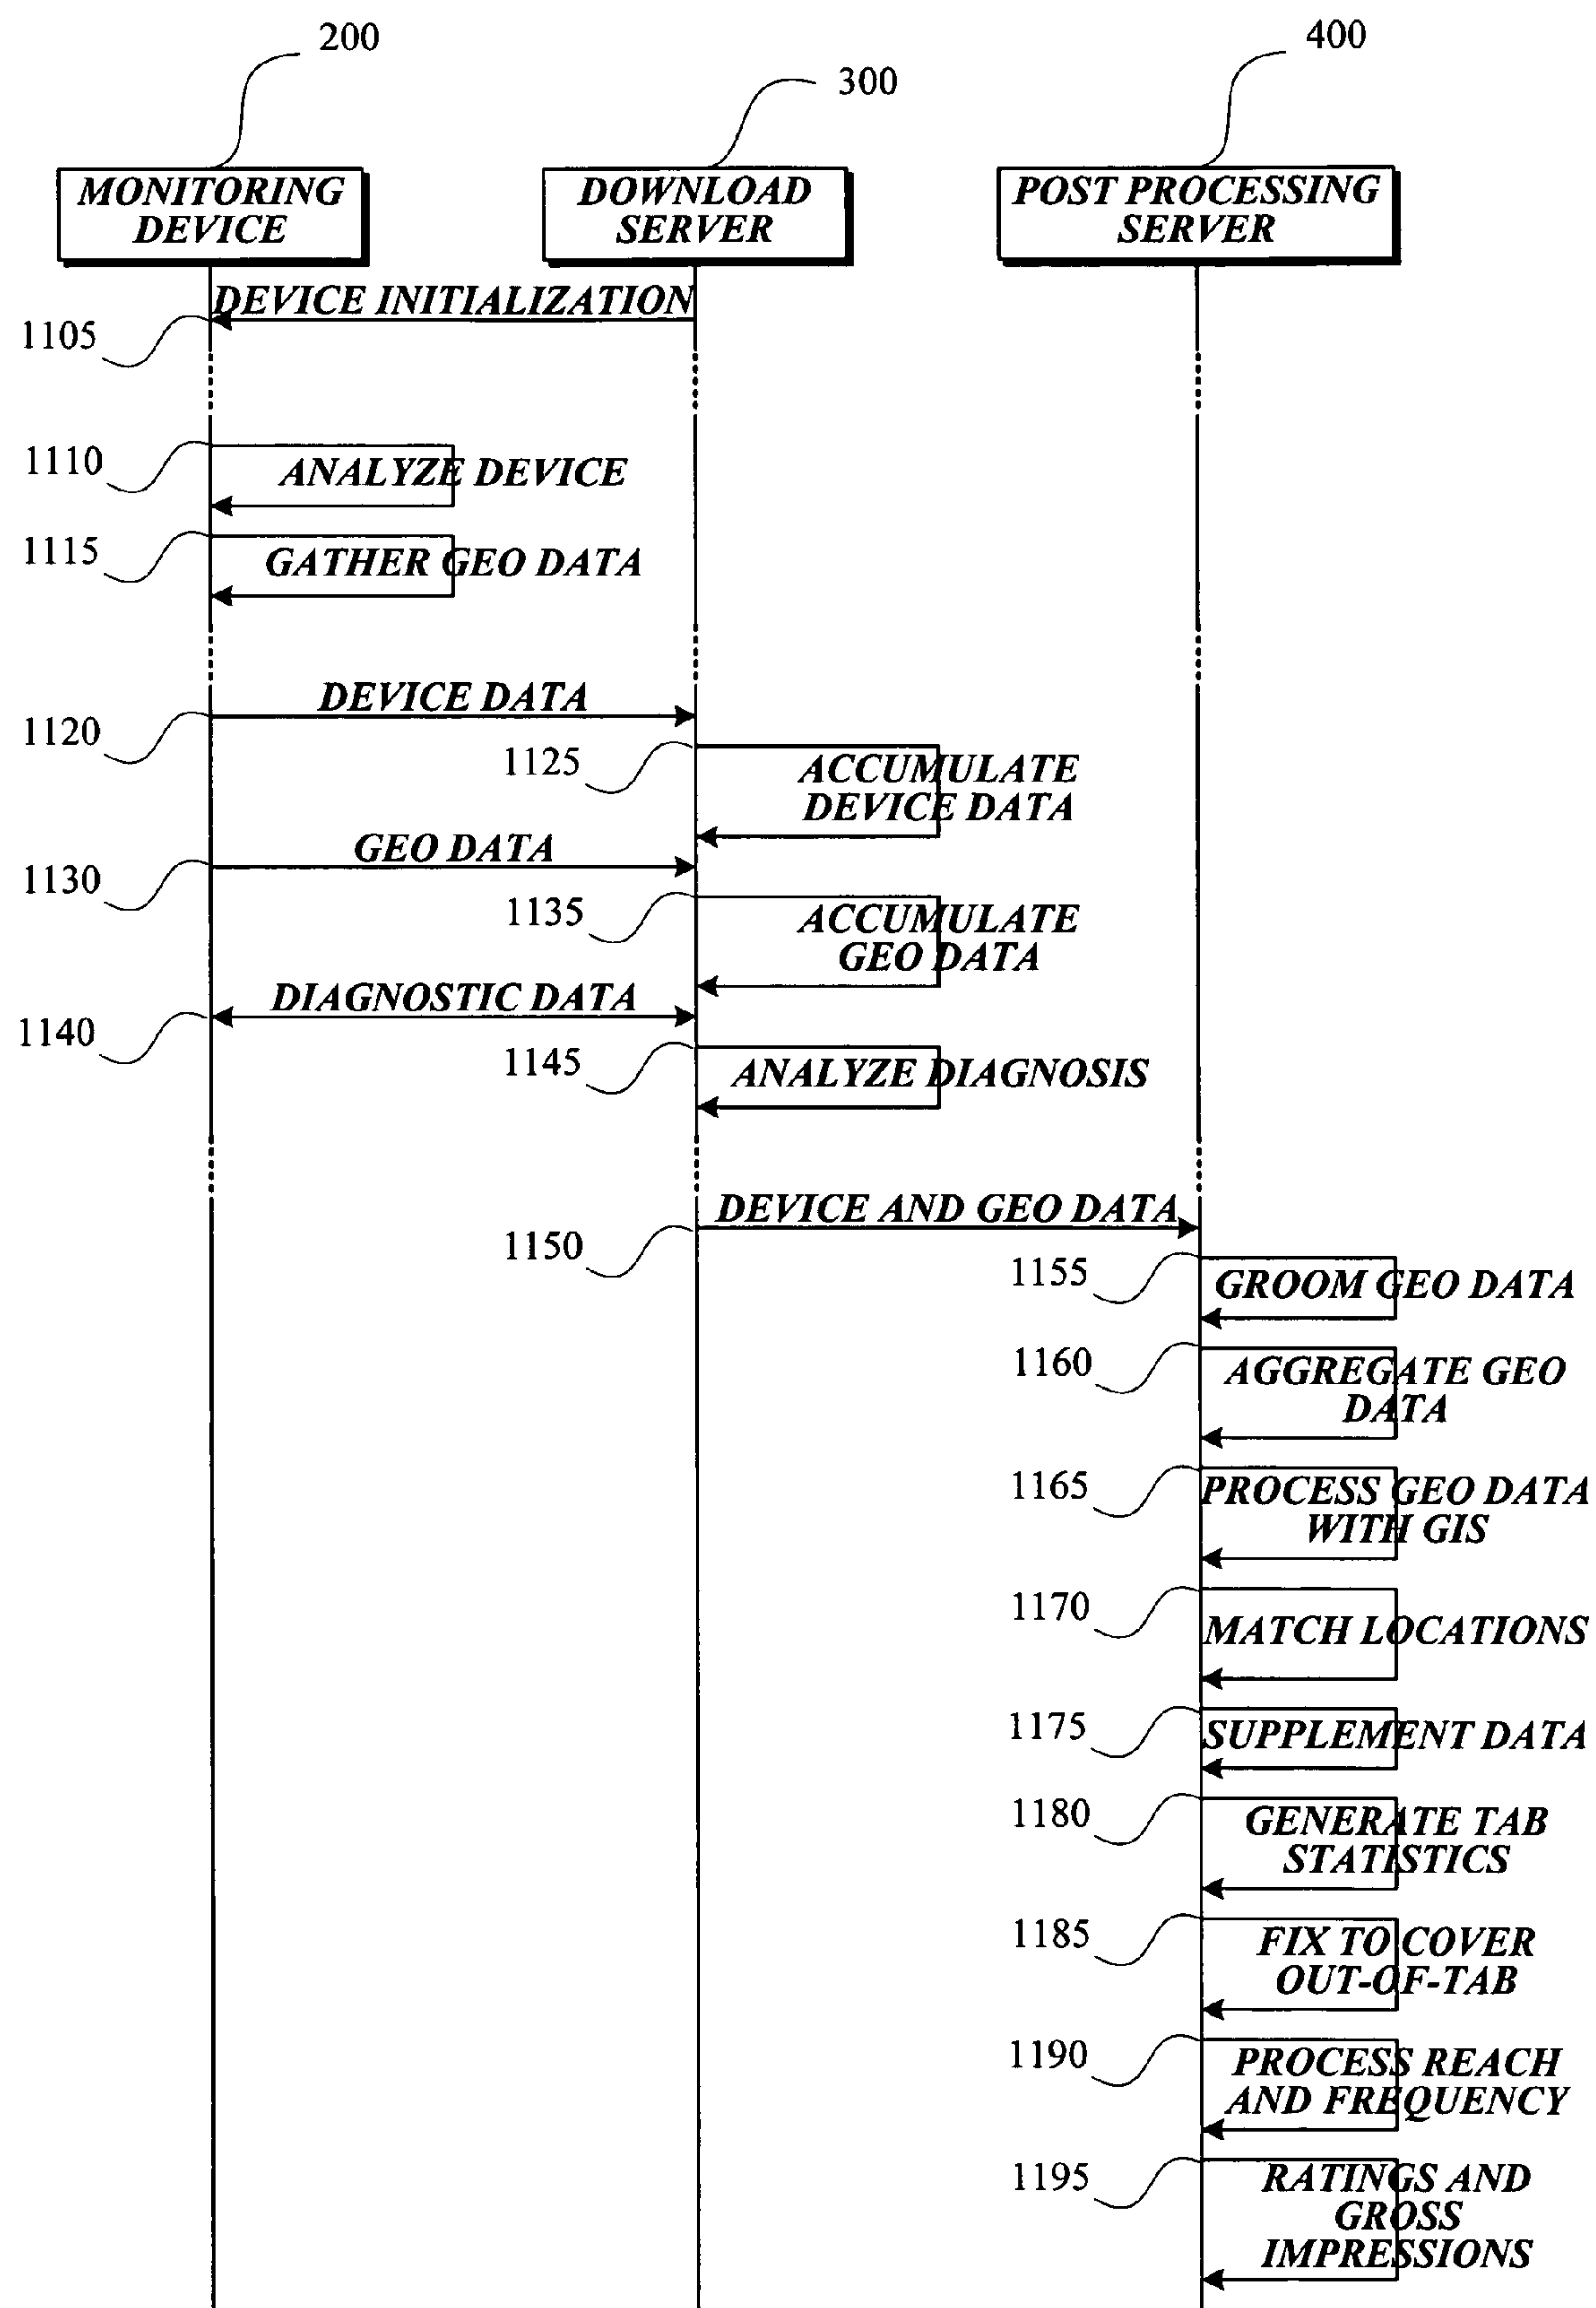 200
300
400
MONITORING
DEVICE
DOWNLOAD
SERVER
POST PROCESSING
SERVER
DEVICE INITIALIZATION
1105
1110
ANALYZE DEVICE
1115
GATHER GEO DATA
DEVICE DATA
1120
1125
ACCUMULATE
DEVICE DATA
GEO DATA
1130
1135
ACCUMULATE
GEO DATA
DIAGNOSTIC DATA
1140
1145
ANALYZE DIAGNOSIS
DEVICE AND GEO DATA
1150
1155
GROOM GEO DATA
1160
AGGREGATE GEO
DATA
1165
PROCESS GEO DATA
WITH GIS
1170
MATCH LOCATIONS
1175
SUPPLEMENT DATA
1180
GENERATE TAB
STATISTICS
1185
FIX TO COVER
OUT-OF-TAB
1190
PROCESS REACH
AND FREQUENCY
1195
RATINGS AND
GROSS
IMPRESSIONS